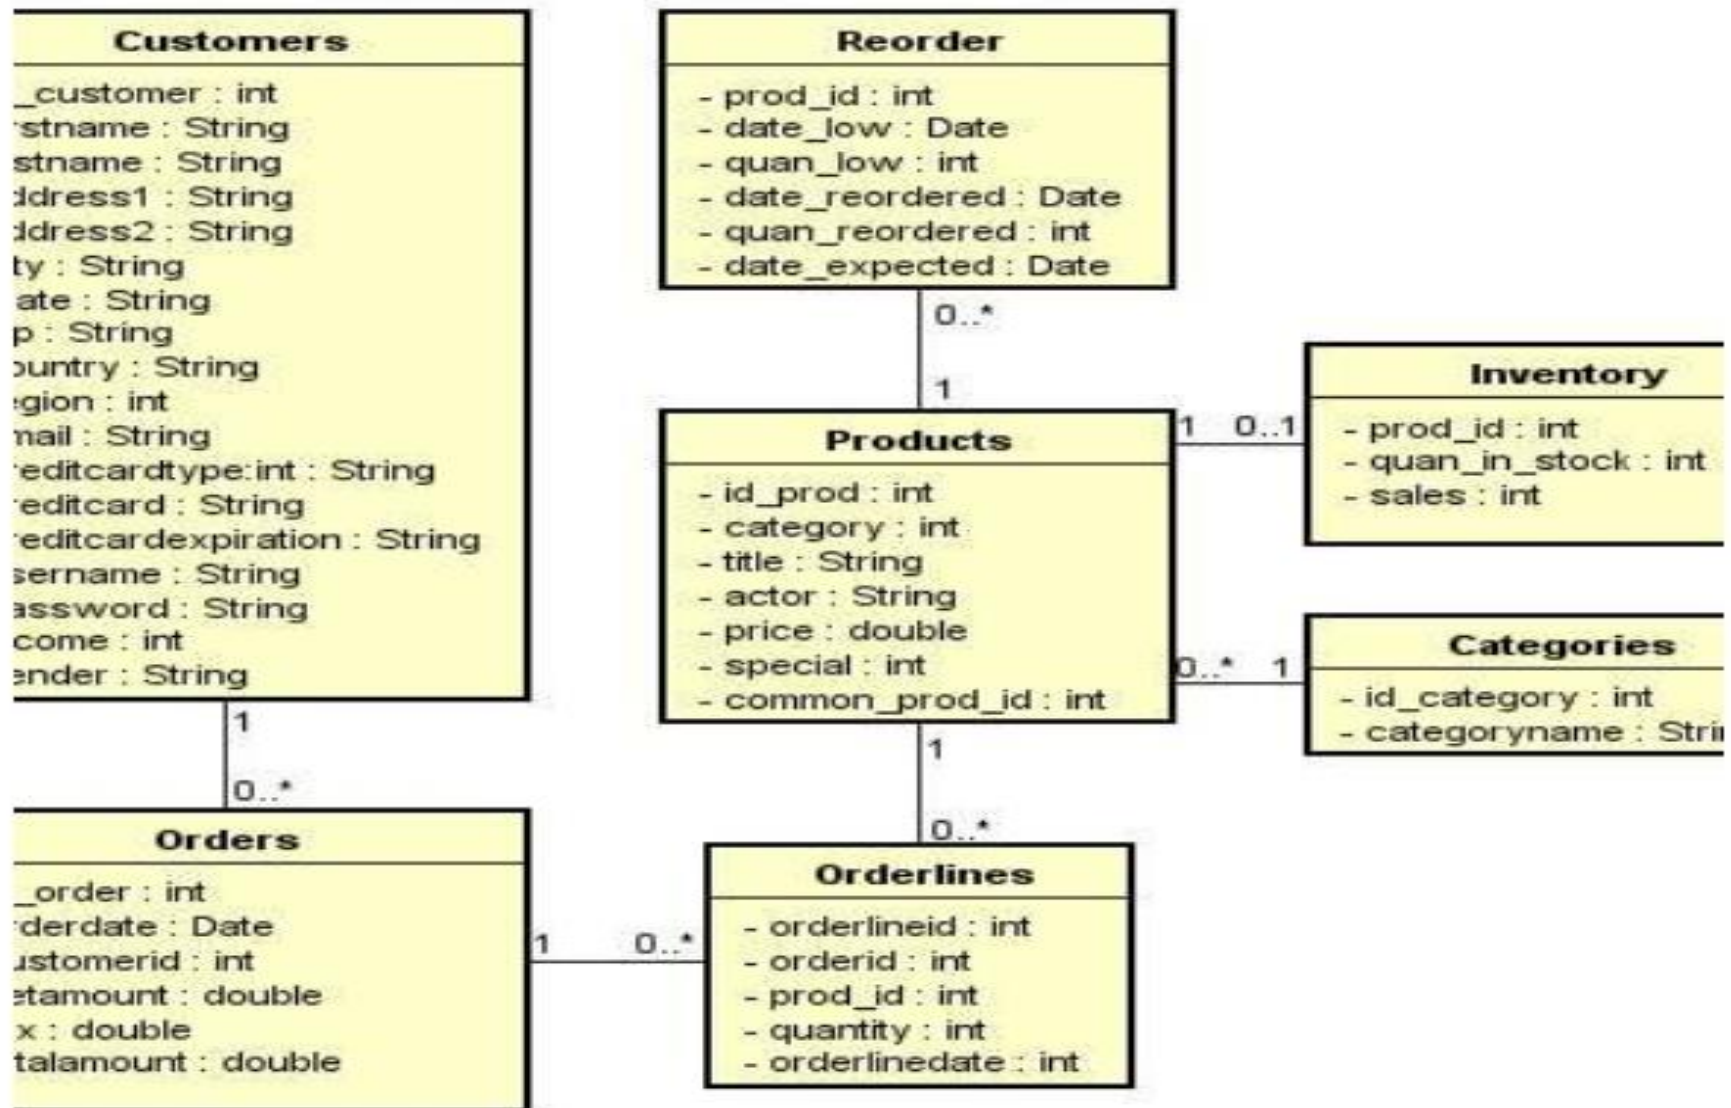 Customers
_customer : int
rstname : String
stname : String
ddress1 : String
ddress2 : String
ty : String
ate : String
p : String
ountry : String
egion : int
mail : String
reditcardtype:int : String
reditcard : String
reditcardexpiration : String
sername : String
assword : String
come : int
ender : String
1
0..*
Orders
_order : int
rderdate : Date
ustomerid : int
etamount : double
x : double
talamount : double
1 0..*
Reorder
- prod_id : int
- date_low : Date
- quan_low : int
- date_reordered : Date
- quan_reordered : int
- date_expected : Date
0..*
1
Products
- id_prod : int
- category : int
- title : String
- actor : String
- price : double
- special : int
- common_prod_id : int
1
0..*
Orderlines
- orderlineid : int
- orderid : int
- prod_id : int
- quantity : int
- orderlinedate : int
1 0..1
Inventory
- prod_id : int
- quan_in_stock : int
- sales : int
0..* 1
Categories
- id_category : int
- categoryname : Stri